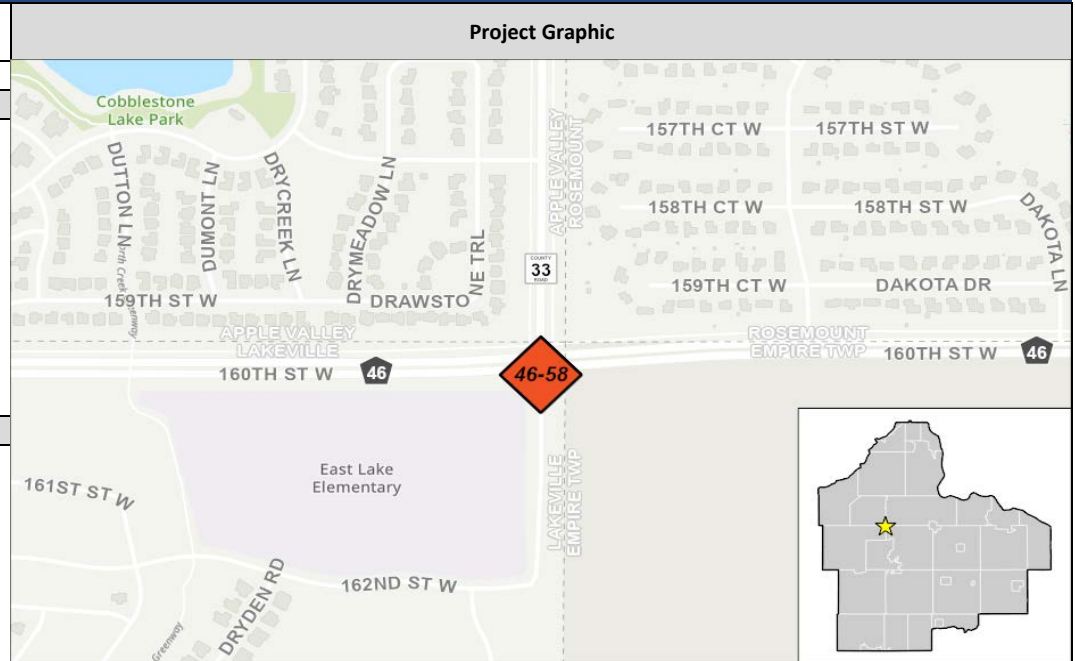 Project Graphic
Cobblestone
Lake Park
DUTTON LN
DUMONT LN
DRYCREEK LN
DRYMEADOW LN
NE TRL
DRAWSTO
159TH ST W
APPLE VALLEY
ROSEMOUNT
157TH CT W
157TH ST W
158TH CT W
158TH ST W
DAKOTA LN
159TH CT W
DAKOTA DR
COUNTY
33
ROAD
APPLE VALLEY
LAKEVILLE
ROSEMOUNT
EMPIRE TWP
160TH ST W
46
46-58
160TH ST W
46
East Lake
Elementary
LAKEVILLE
EMPIRE TWP
161ST ST W
162ND ST W
DRYDEN RD
Greenway